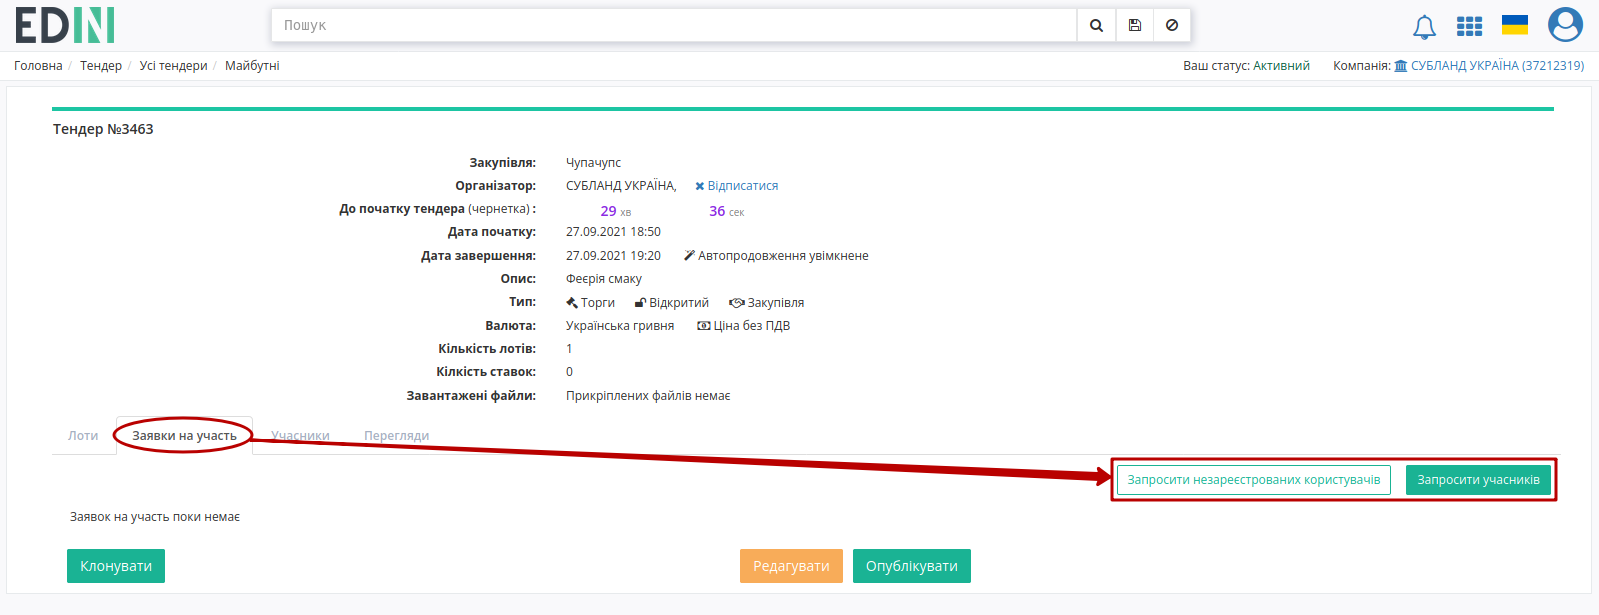 EDIN
Пошук
Головна / Тендер / Усі тендери / Майбутні
Ваш статус: Активний Компанія: СУБЛАНД УКРАЇНА (37212319)
Тендер №3463
Закупівля: Чупачупс
Організатор: СУБЛАНД УКРАЇНА, Відписатися
До початку тендера (чернетка) : 29 хв 36 сек
Дата початку: 27.09.2021 18:50
Дата завершення: 27.09.2021 19:20 Автопродовження увімкнене
Опис: Феєрія смаку
Тип: Торги Відкритий Закупівля
Валюта: Українська гривня Ціна без ПДВ
Кількість лотів: 1
Кілкість ставок: 0
Завантажені файли: Прикріплених файлів немає
Лоти Заявки на участь Учасники Перегляди
Запросити незареєстрованих користувачів Запросити учасників
Заявок на участь поки немає
Клонувати Редагувати Опублікувати